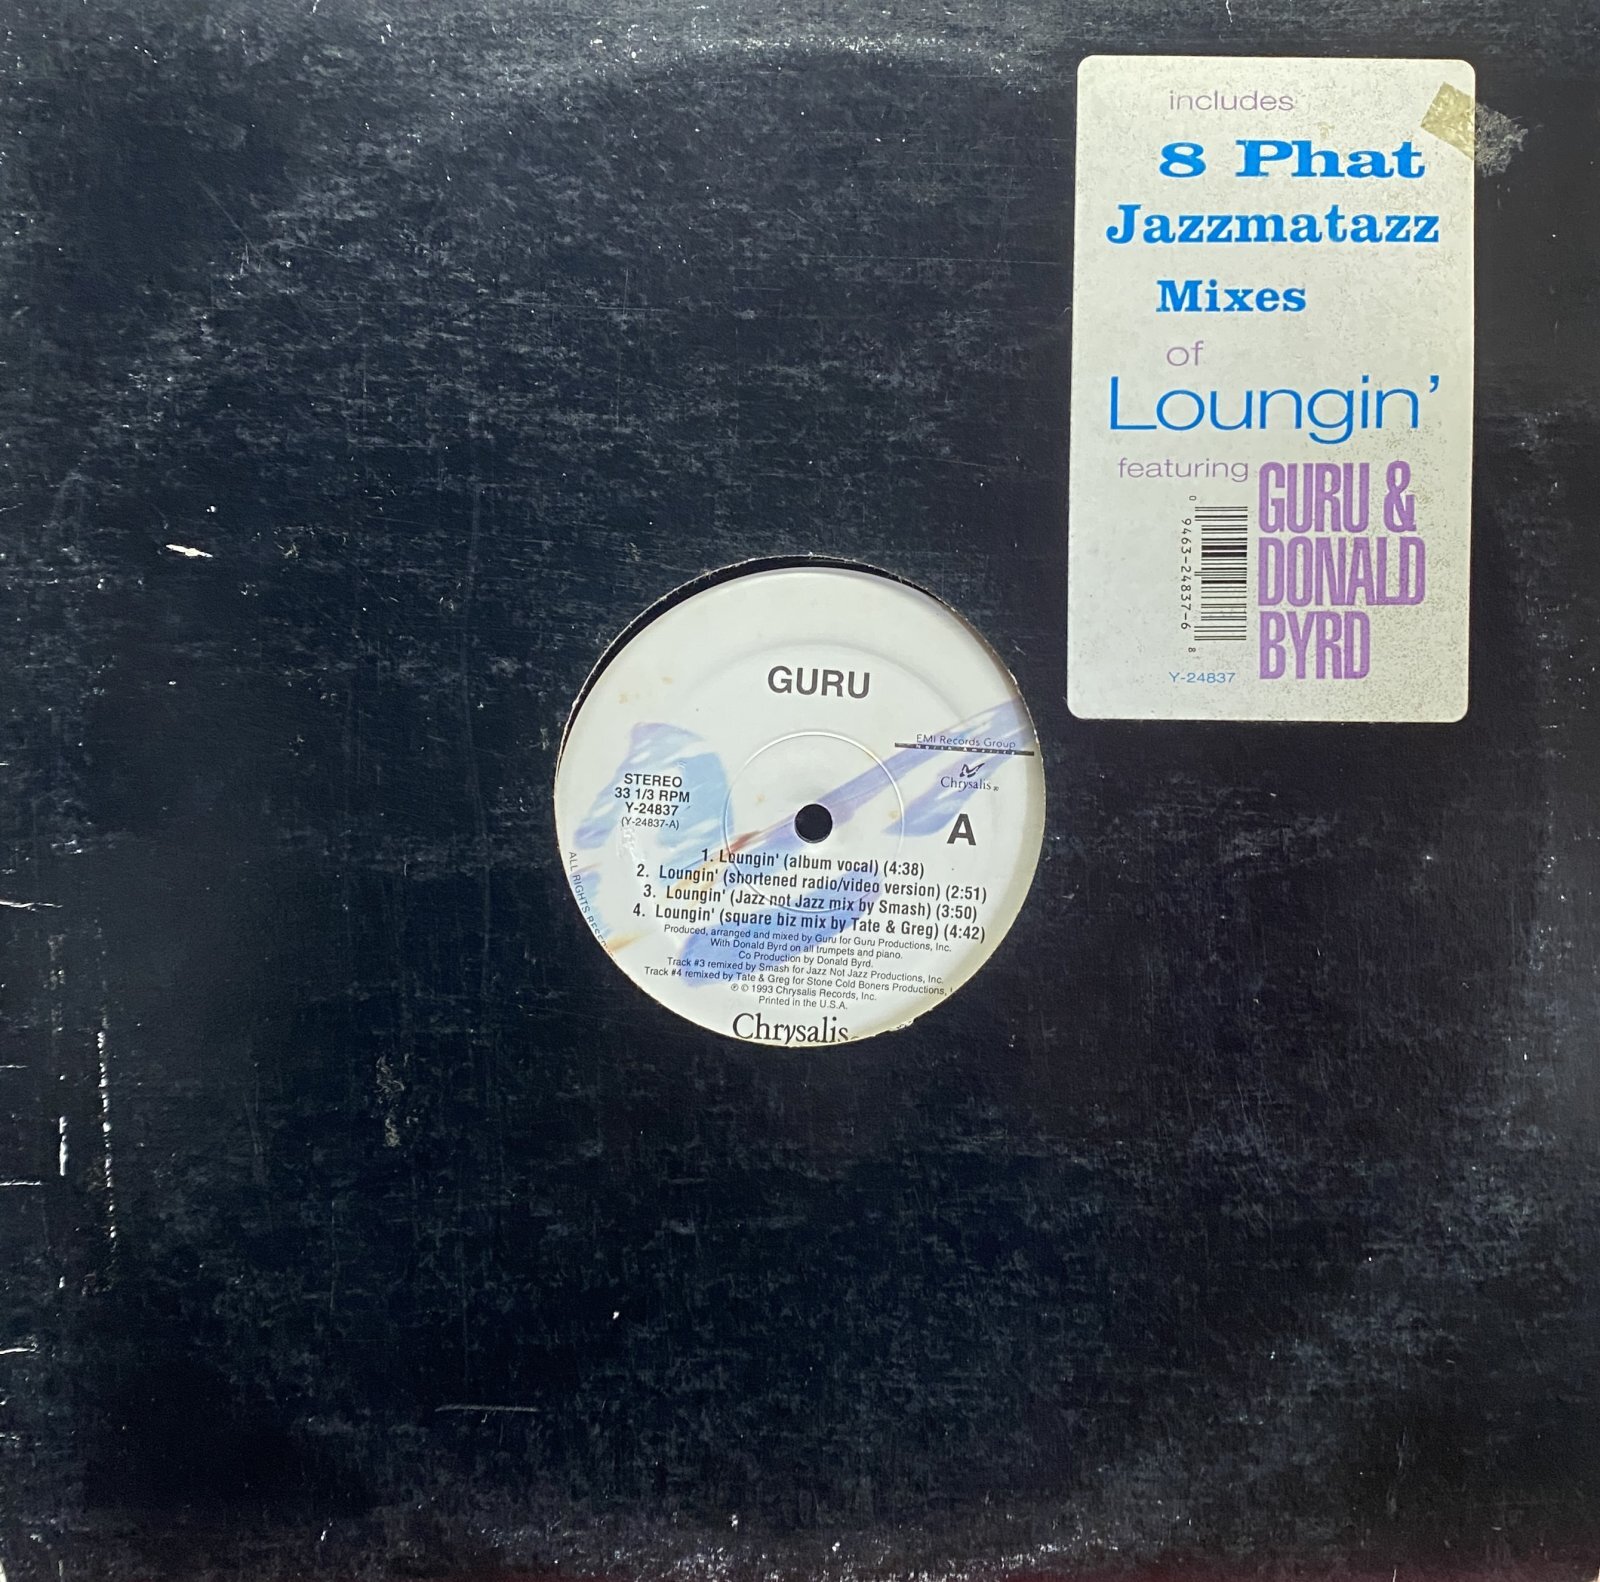 includes
8 Phat
Jazzmatazz
Mixes
of
Loungin'
featuring GURU &
DONALD
BYRD
0 9463-24837-6 8
Y-24837
GURU
EMI Records Group
North America
Chrysalis®
STEREO
33 1/3 RPM
Y-24837
(Y-24837-A)
A
1. Loungin' (album vocal) (4:38)
2. Loungin' (shortened radio/video version) (2:51)
3. Loungin' (Jazz not Jazz mix by Smash) (3:50)
4. Loungin' (square biz mix by Tate & Greg) (4:42)
Produced, arranged and mixed by Guru for Guru Productions, Inc.
With Donald Byrd on all trumpets and piano.
Co Production by Donald Byrd.
Track #3 remixed by Smash for Jazz Not Jazz Productions, Inc.
Track #4 remixed by Tate & Greg for Stone Cold Boners Productions,
℗ © 1993 Chrysalis Records, Inc.
Printed in the U.S.A.
Chrysalis
ALL RIGHTS